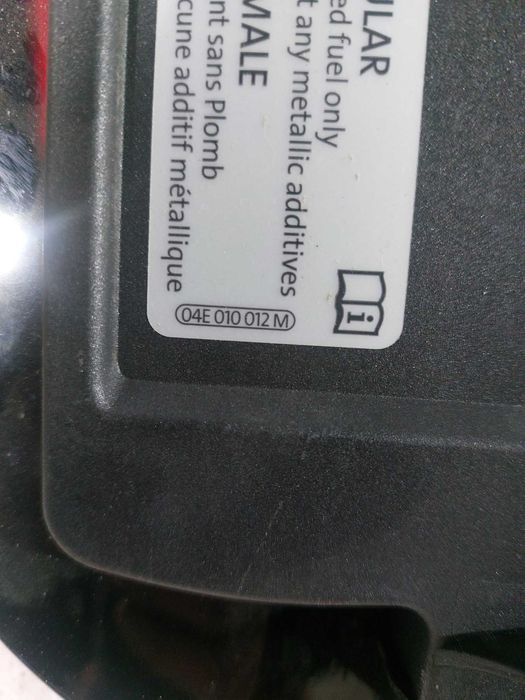 ULAR
ed fuel only
t any metallic additives
MALE
nt sans Plomb
cune additif métallique
i
04E 010 012 M